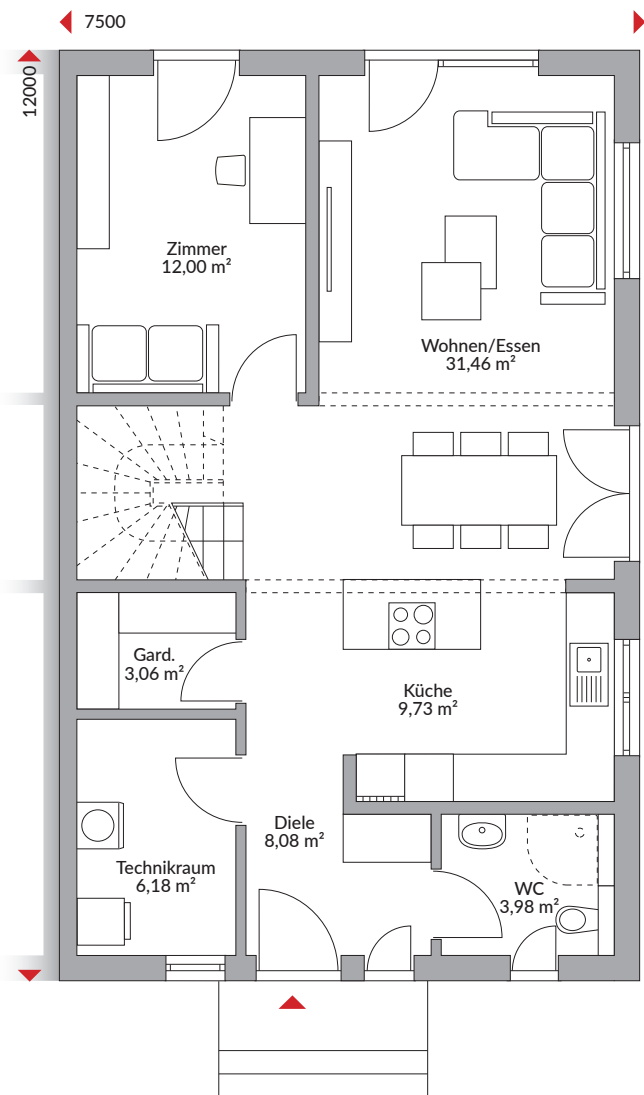 7500
12000
Zimmer
12,00 m²
Wohnen/Essen
31,46 m²
Gard.
3,06 m²
Küche
9,73 m²
Diele
8,08 m²
Technikraum
6,18 m²
WC
3,98 m²